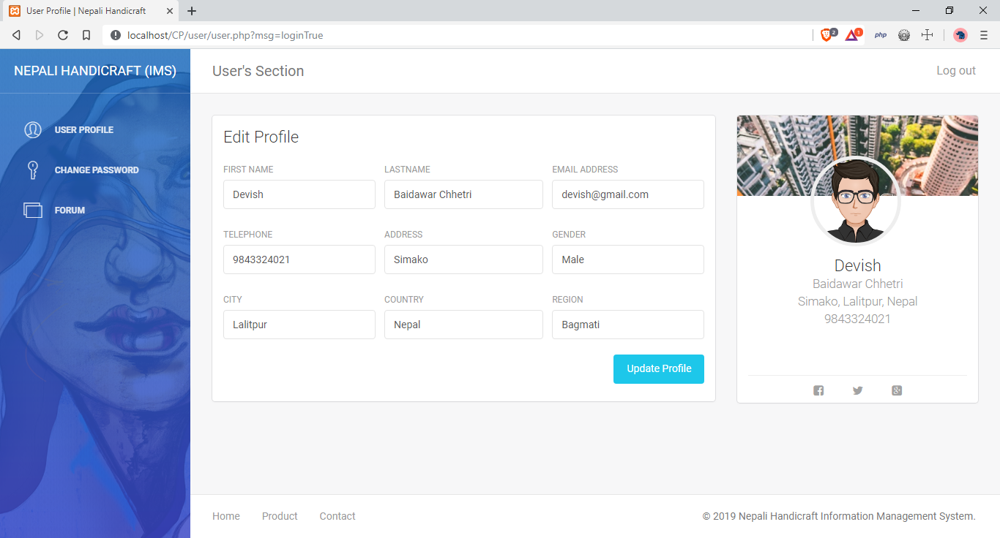 User Profile | Nepali Handicraft
localhost/CP/user/user.php?msg=loginTrue
2
1
php
NEPALI HANDICRAFT (IMS)
User's Section
Log out
USER PROFILE
CHANGE PASSWORD
FORUM
Edit Profile
FIRST NAME
LASTNAME
EMAIL ADDRESS
Devish
Baidawar Chhetri
devish@gmail.com
TELEPHONE
ADDRESS
GENDER
9843324021
Simako
Male
CITY
COUNTRY
REGION
Lalitpur
Nepal
Bagmati
Update Profile
Devish
Baidawar Chhetri
Simako, Lalitpur, Nepal
9843324021
Home
Product
Contact
© 2019 Nepali Handicraft Information Management System.